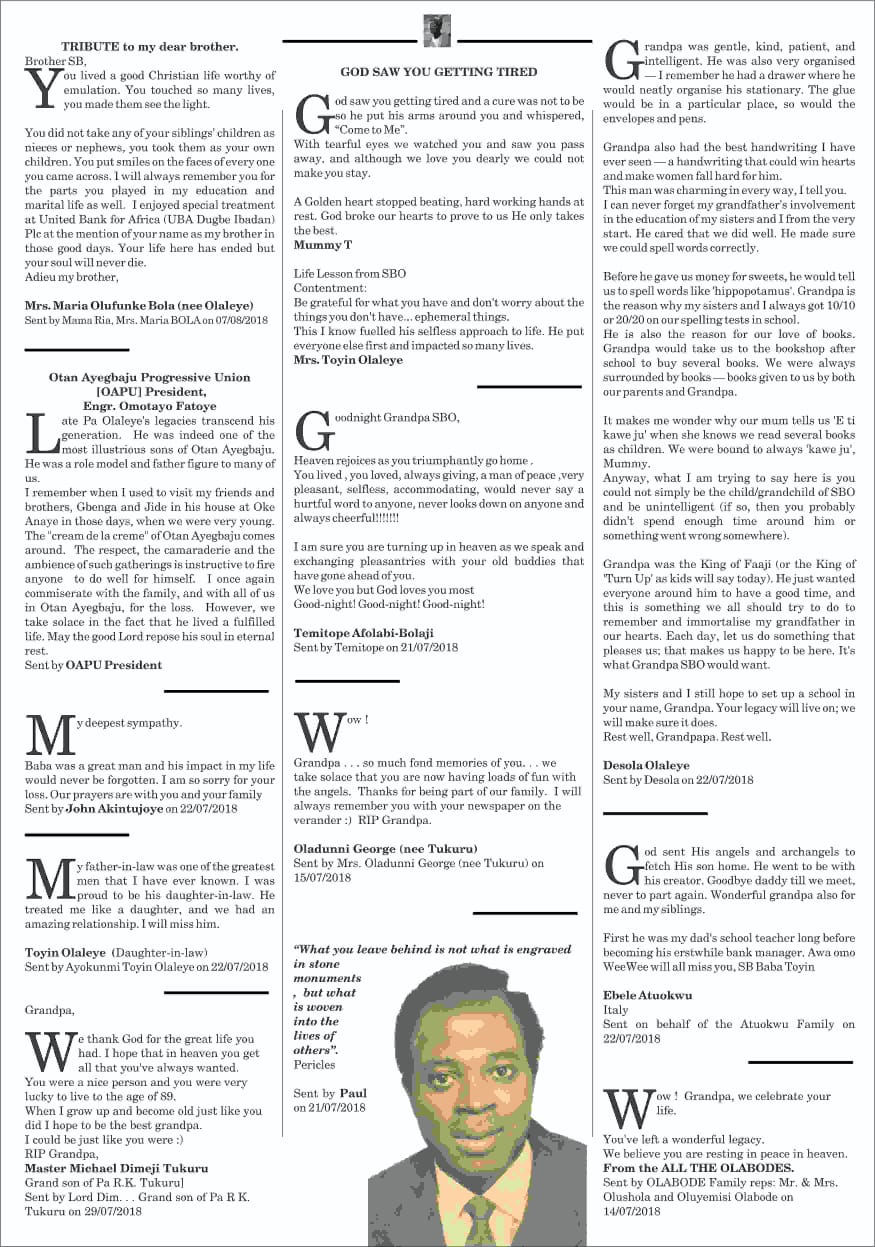 TRIBUTE to my dear brother.
Brother SB,
You lived a good Christian life worthy of
emulation. You touched so many lives,
you made them see the light.
You did not take any of your siblings' children as
nieces or nephews, you took them as your own
children. You put smiles on the faces of every one
you came across. I will always remember you for
the parts you played in my education and
marital life as well. I enjoyed special treatment
at United Bank for Africa (UBA Dugbe Ibadan)
Plc at the mention of your name as my brother in
those good days. Your life here has ended but
your soul will never die.
Adieu my brother,
Mrs. Maria Olufunke Bola (nee Olaleye)
Sent by Mama Ria, Mrs. Maria BOLA on 07/08/2018
Otan Ayegbaju Progressive Union
[OAPU] President,
Engr. Omotayo Fatoye
Late Pa Olaleye's legacies transcend his
generation. He was indeed one of the
most illustrious sons of Otan Ayegbaju.
He was a role model and father figure to many of
us.
I remember when I used to visit my friends and
brothers, Gbenga and Jide in his house at Oke
Anaye in those days, when we were very young.
The "cream de la creme" of Otan Ayegbaju comes
around. The respect, the camaraderie and the
ambience of such gatherings is instructive to fire
anyone to do well for himself. I once again
commiserate with the family, and with all of us
in Otan Ayegbaju, for the loss. However, we
take solace in the fact that he lived a fulfilled
life. May the good Lord repose his soul in eternal
rest.
Sent by OAPU President
My deepest sympathy.
Baba was a great man and his impact in my life
would never be forgotten. I am so sorry for your
loss. Our prayers are with you and your family
Sent by John Akintujoye on 22/07/2018
My father-in-law was one of the greatest
men that I have ever known. I was
proud to be his daughter-in-law. He
treated me like a daughter, and we had an
amazing relationship. I will miss him.
Toyin Olaleye (Daughter-in-law)
Sent by Ayokunmi Toyin Olaleye on 22/07/2018
Grandpa,
We thank God for the great life you
had. I hope that in heaven you get
all that you've always wanted.
You were a nice person and you were very
lucky to live to the age of 89.
When I grow up and become old just like you
did I hope to be the best grandpa.
I could be just like you were :)
RIP Grandpa,
Master Michael Dimeji Tukuru
Grand son of Pa R.K. Tukuru]
Sent by Lord Dim. . . Grand son of Pa R K.
Tukuru on 29/07/2018
GOD SAW YOU GETTING TIRED
God saw you getting tired and a cure was not to be
so he put his arms around you and whispered,
“Come to Me”.
With tearful eyes we watched you and saw you pass
away, and although we love you dearly we could not
make you stay.
A Golden heart stopped beating, hard working hands at
rest. God broke our hearts to prove to us He only takes
the best.
Mummy T
Life Lesson from SBO
Contentment:
Be grateful for what you have and don't worry about the
things you don't have... ephemeral things.
This I know fuelled his selfless approach to life. He put
everyone else first and impacted so many lives.
Mrs. Toyin Olaleye
Goodnight Grandpa SBO,
Heaven rejoices as you triumphantly go home .
You lived , you loved, always giving, a man of peace ,very
pleasant, selfless, accommodating, would never say a
hurtful word to anyone, never looks down on anyone and
always cheerful!!!!!!!
I am sure you are turning up in heaven as we speak and
exchanging pleasantries with your old buddies that
have gone ahead of you.
We love you but God loves you most
Good-night! Good-night! Good-night!
Temitope Afolabi-Bolaji
Sent by Temitope on 21/07/2018
Wow !
Grandpa . . . so much fond memories of you. . . we
take solace that you are now having loads of fun with
the angels. Thanks for being part of our family. I will
always remember you with your newspaper on the
verander :) RIP Grandpa.
Oladunni George (nee Tukuru)
Sent by Mrs. Oladunni George (nee Tukuru) on
15/07/2018
“What you leave behind is not what is engraved
in stone
monuments
, but what
is woven
into the
lives of
others”.
Pericles
Sent by Paul
on 21/07/2018
Grandpa was gentle, kind, patient, and
intelligent. He was also very organised
— I remember he had a drawer where he
would neatly organise his stationary. The glue
would be in a particular place, so would the
envelopes and pens.
Grandpa also had the best handwriting I have
ever seen — a handwriting that could win hearts
and make women fall hard for him.
This man was charming in every way, I tell you.
I can never forget my grandfather's involvement
in the education of my sisters and I from the very
start. He cared that we did well. He made sure
we could spell words correctly.
Before he gave us money for sweets, he would tell
us to spell words like 'hippopotamus'. Grandpa is
the reason why my sisters and I always got 10/10
or 20/20 on our spelling tests in school.
He is also the reason for our love of books.
Grandpa would take us to the bookshop after
school to buy several books. We were always
surrounded by books — books given to us by both
our parents and Grandpa.
It makes me wonder why our mum tells us 'E ti
kawe ju' when she knows we read several books
as children. We were bound to always 'kawe ju',
Mummy.
Anyway, what I am trying to say here is you
could not simply be the child/grandchild of SBO
and be unintelligent (if so, then you probably
didn't spend enough time around him or
something went wrong somewhere).
Grandpa was the King of Faaji (or the King of
'Turn Up' as kids will say today). He just wanted
everyone around him to have a good time, and
this is something we all should try to do to
remember and immortalise my grandfather in
our hearts. Each day, let us do something that
pleases us; that makes us happy to be here. It's
what Grandpa SBO would want.
My sisters and I still hope to set up a school in
your name, Grandpa. Your legacy will live on; we
will make sure it does.
Rest well, Grandpapa. Rest well.
Desola Olaleye
Sent by Desola on 22/07/2018
God sent His angels and archangels to
fetch His son home. He went to be with
his creator. Goodbye daddy till we meet,
never to part again. Wonderful grandpa also for
me and my siblings.
First he was my dad's school teacher long before
becoming his erstwhile bank manager. Awa omo
WeeWee will all miss you, SB Baba Toyin
Ebele Atuokwu
Italy
Sent on behalf of the Atuokwu Family on
22/07/2018
Wow ! Grandpa, we celebrate your
life.
You've left a wonderful legacy.
We believe you are resting in peace in heaven.
From the ALL THE OLABODES.
Sent by OLABODE Family reps: Mr. & Mrs.
Olushola and Oluyemisi Olabode on
14/07/2018